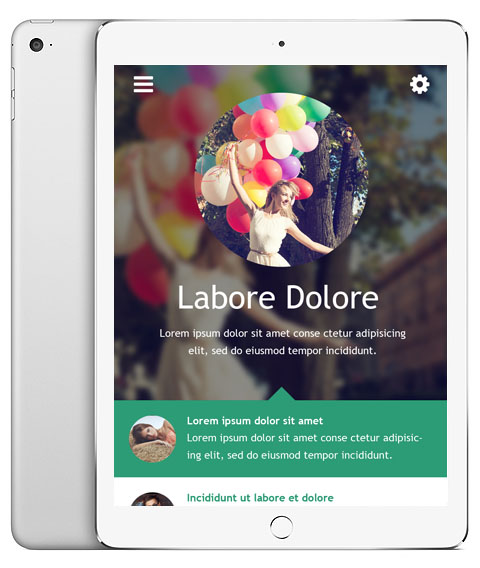 Labore Dolore
Lorem ipsum dolor sit amet conse ctetur adipisicing
elit, sed do eiusmod tempor incididunt.
Lorem ipsum dolor sit amet
Lorem ipsum dolor sit amet ctetur adipisic-
ing elit, sed do eiusmod tempor incididunt.
Incididunt ut labore et dolore